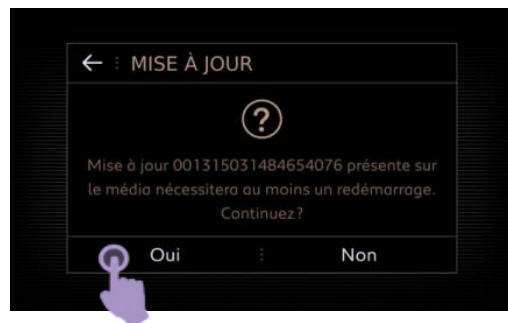 MISE À JOUR
Mise à jour 001315031484654076 présente sur
le média nécessitera au moins un redémarrage.
Continuez?
Oui
Non